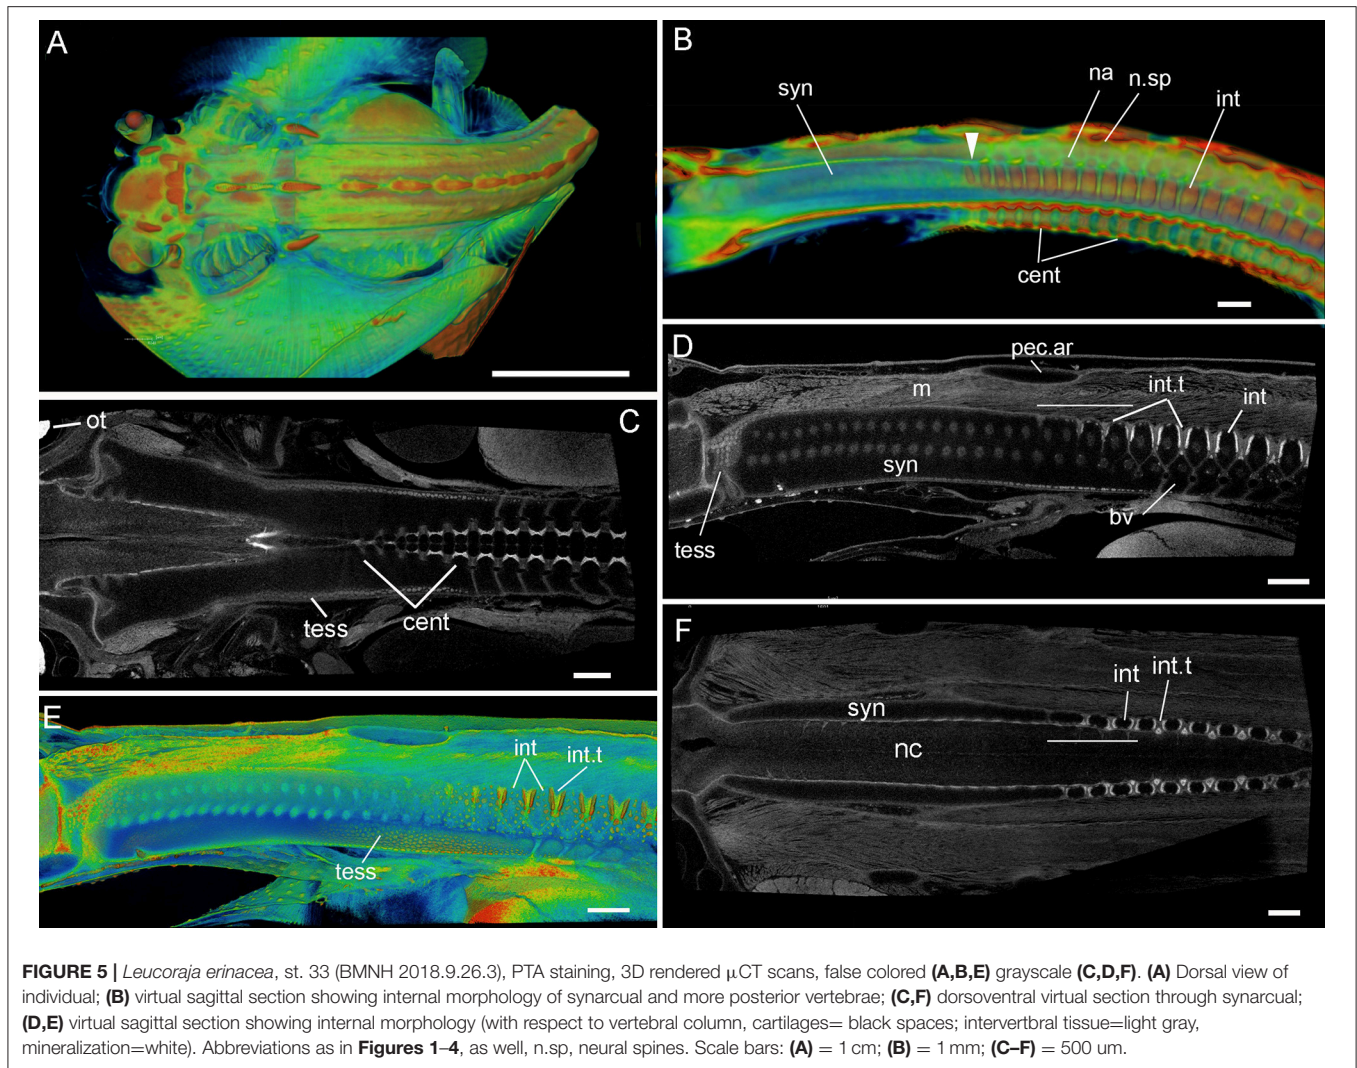 A
B
syn
na
n.sp
int
cent
ot
C
tess
cent
D
pec.ar
m
int.t
int
syn
tess
bv
E
int
int.t
tess
F
syn
int
int.t
nc
FIGURE 5 | Leucoraja erinacea, st. 33 (BMNH 2018.9.26.3), PTA staining, 3D rendered μCT scans, false colored (A,B,E) grayscale (C,D,F). (A) Dorsal view of
individual; (B) virtual sagittal section showing internal morphology of synarcual and more posterior vertebrae; (C,F) dorsoventral virtual section through synarcual;
(D,E) virtual sagittal section showing internal morphology (with respect to vertebral column, cartilages= black spaces; intervertbral tissue=light gray,
mineralization=white). Abbreviations as in Figures 1–4, as well, n.sp, neural spines. Scale bars: (A) = 1 cm; (B) = 1 mm; (C–F) = 500 um.